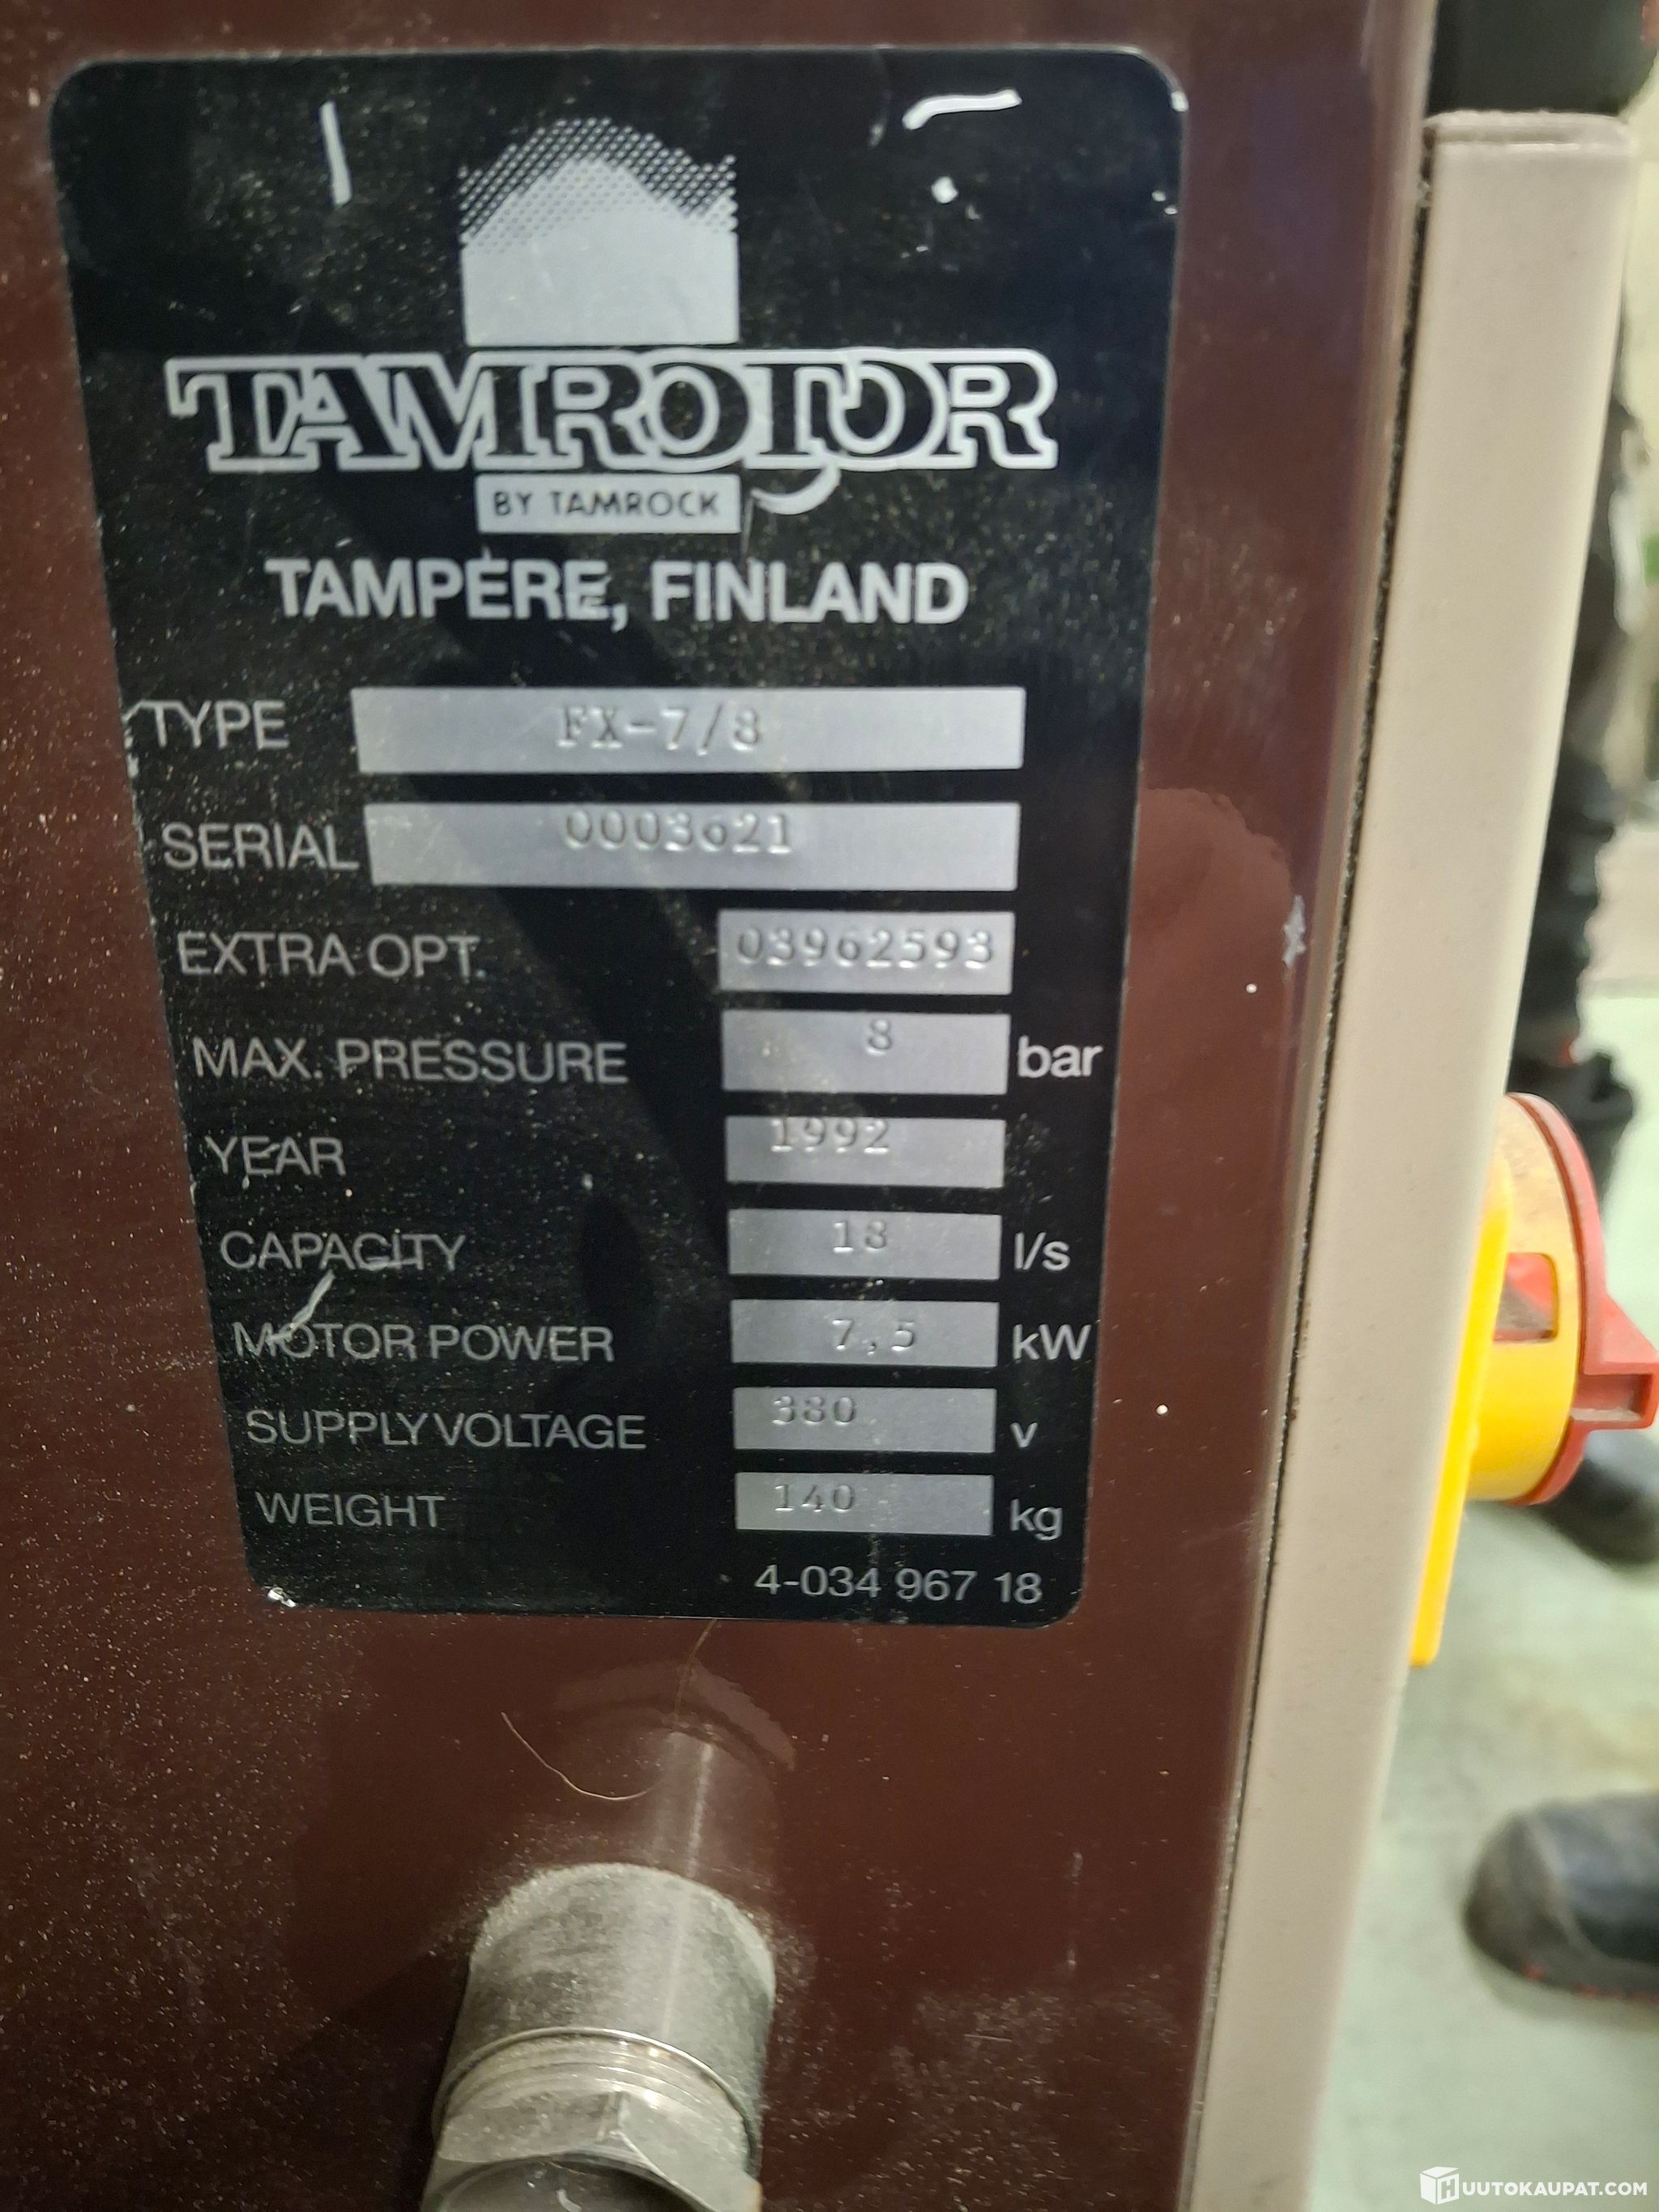 TAMROTOR
BY TAMROCK
TAMPERE, FINLAND
TYPE FX-7/8
SERIAL 0003621
EXTRA OPT. 03962593
MAX. PRESSURE 8 bar
YEAR 1992
CAPACITY 18 l/s
MOTOR POWER 7,5 kW
SUPPLY VOLTAGE 380 v
WEIGHT 140 kg
4-034 967 18
HUUTOKAUPAT.COM